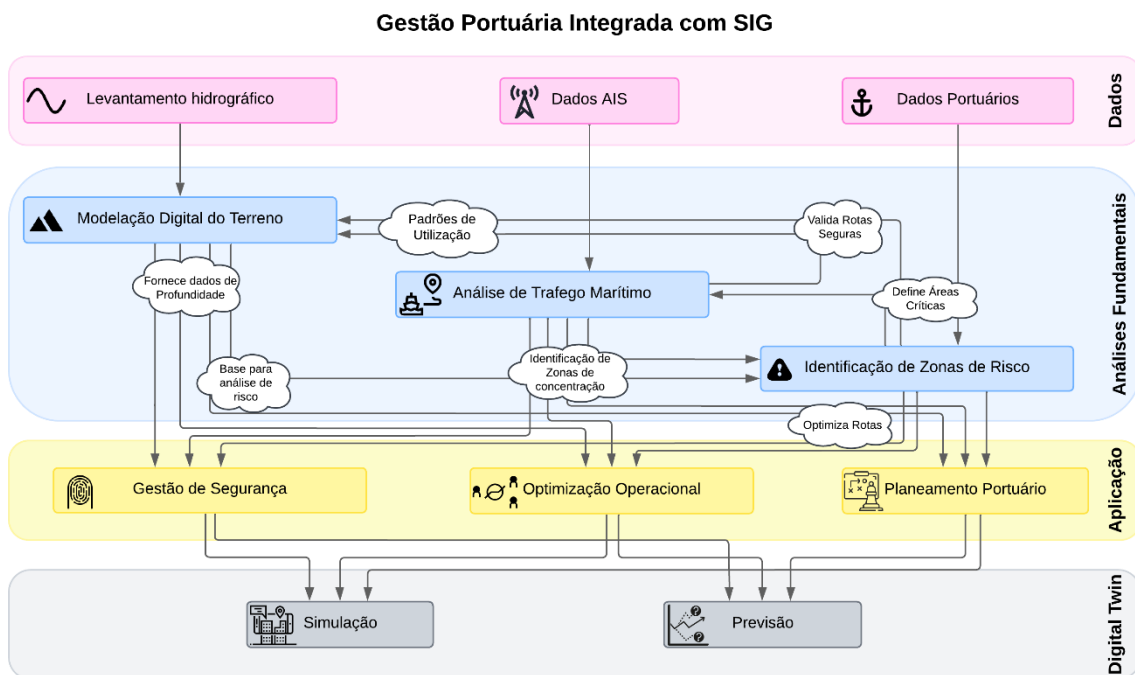 Gestão Portuária Integrada com SIG
Levantamento hidrográfico
Dados AIS
Dados Portuários
Dados
Modelação Digital do Terreno
Padrões de
Utilização
Valida Rotas
Seguras
Fornece dados de
Profundidade
Análise de Trafego Marítimo
Define Áreas
Críticas
Análises Fundamentais
Base para
análise de
risco
Identificação de
Zonas de
concentração
Identificação de Zonas de Risco
Optimiza Rotas
Gestão de Segurança
Optimização Operacional
Planeamento Portuário
Aplicação
Simulação
Previsão
Digital Twin